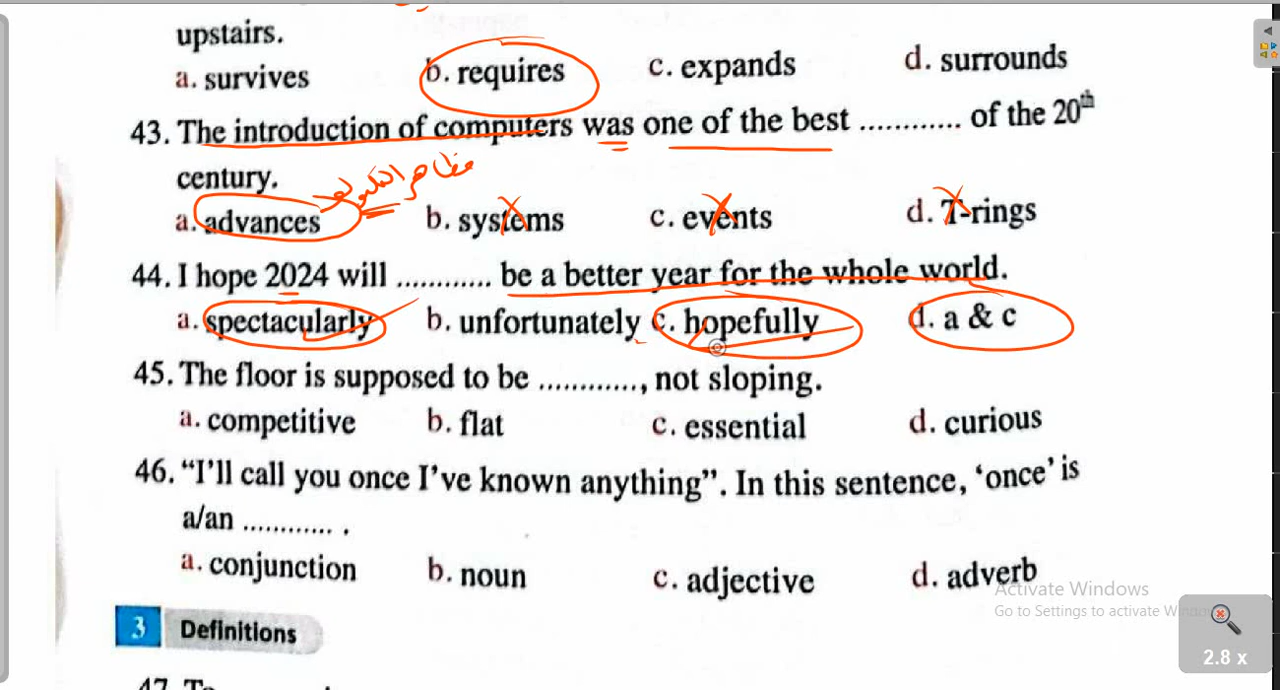 upstairs.
a. survives b. requires c. expands d. surrounds
43. The introduction of computers was one of the best ............ of the 20th
century.
مظاهر التكنولوجيا
a. advances b. systems c. events d. T-rings
44. I hope 2024 will ............ be a better year for the whole world.
a. spectacularly b. unfortunately c. hopefully d. a & c
45. The floor is supposed to be ............, not sloping.
a. competitive b. flat c. essential d. curious
46. “I’ll call you once I’ve known anything”. In this sentence, ‘once’ is
a/an ............ .
a. conjunction b. noun c. adjective d. adverb
Activate Windows
Go to Settings to activate
3 Definitions
2.8 x
47.